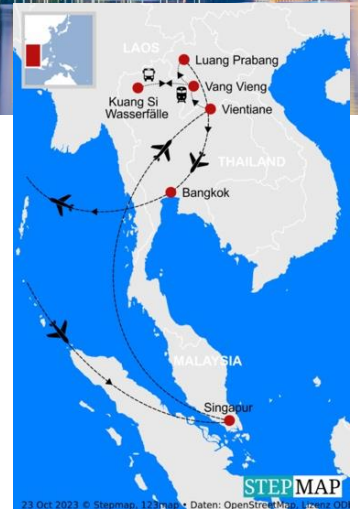 LAOS
Luang Prabang
Vang Vieng
Kuang Si
Wasserfälle
Vientiane
THAILAND
Bangkok
MALAYSIA
Singapur
STEPMAP
23 Oct 2023 © Stepmap, 123map • Daten: OpenStreetMap, Lizenz ODI